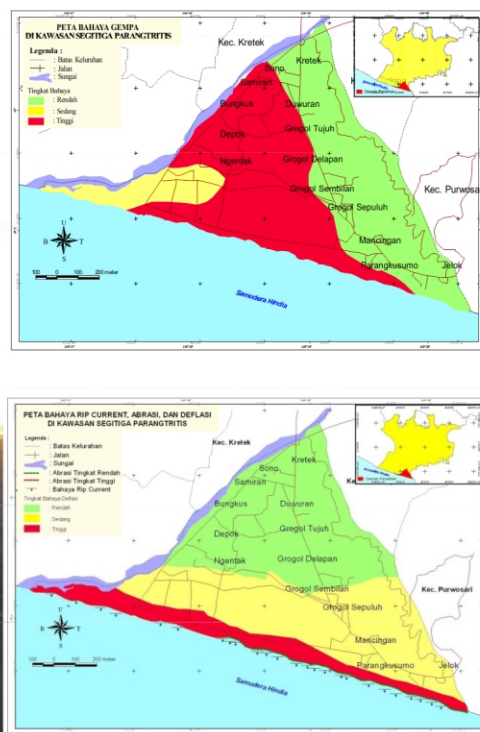 PETA BAHAYA GEMPA
DI KAWASAN SEGITIGA PARANGTRITIS
Legenda :
: Batas Kelurahan
: Jalan
: Sungai
Tingkat Bahaya
: Rendah
: Sedang
: Tinggi
Kec. Kretek
Kretek
Sono
Samiran
Bungkus
Duwuran
Depok
Grogol Tujuh
Ngentak
Grogol Delapan
Grogol Sembilan
Kec. Purwosa
Grogol Sepuluh
Mancingan
Parangkusumo
Jelok
U
B
T
S
100 0 100 200 meter
Samudera Hindia
PETA BAHAYA RIP CURRENT, ABRASI, DAN DEFLASI
DI KAWASAN SEGITIGA PARANGTRITIS
Legenda :
: Batas Kelurahan
: Jalan
: Sungai
: Abrasi Tingkat Rendah
: Abrasi Tingkat Tinggi
: Bahaya Rip Current
Tingkat Bahaya Deflasi
: Rendah
: Sedang
: Tinggi
Kec. Kretek
Kretek
Sono
Samiran
Bungkus
Duwuran
Depok
Grogol Tujuh
Ngentak
Grogol Delapan
Grogol Sembilan
Kec. Purwosari
Grogol Sepuluh
Mancingan
Parangkusumo
Jelok
U
B
T
S
100 0 100 200 meter
Samudera Hindia